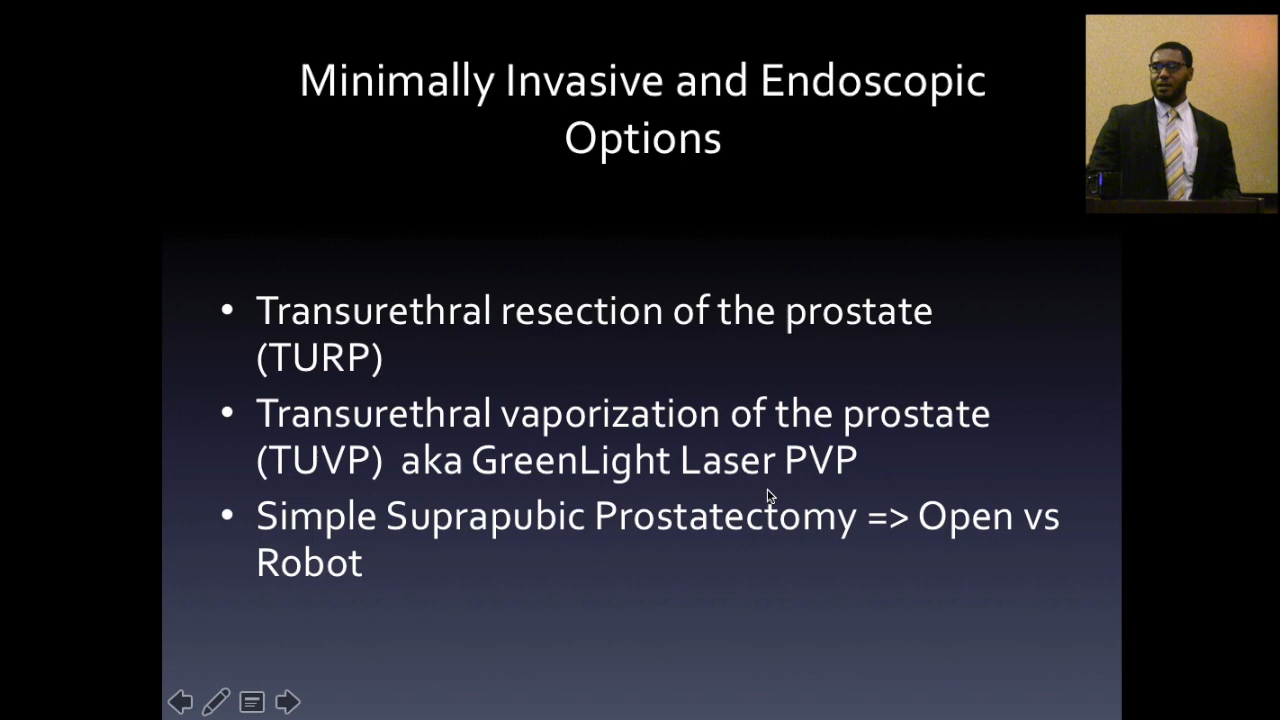 Minimally Invasive and Endoscopic
Options
• Transurethral resection of the prostate
(TURP)
• Transurethral vaporization of the prostate
(TUVP) aka GreenLight Laser PVP
• Simple Suprapubic Prostatectomy => Open vs
Robot